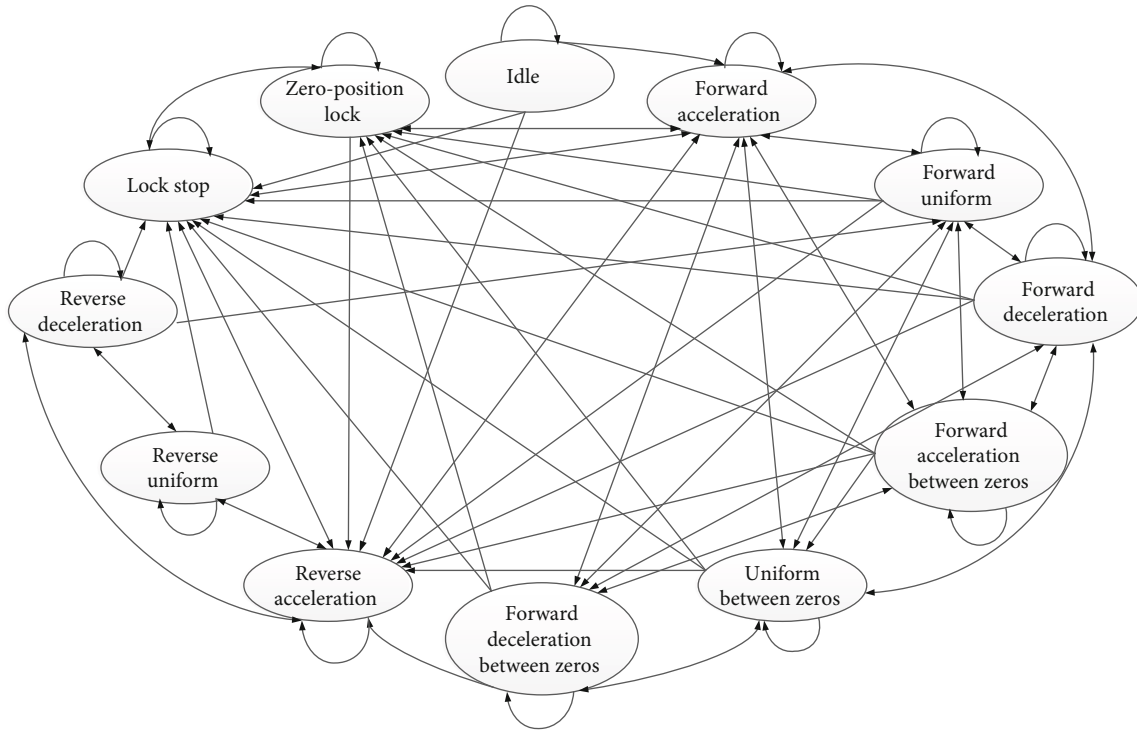 Idle
Zero-position
lock
Forward
acceleration
Lock stop
Forward
uniform
Reverse
deceleration
Forward
deceleration
Reverse
uniform
Forward
acceleration
between zeros
Reverse
acceleration
Forward
deceleration
between zeros
Uniform
between zeros